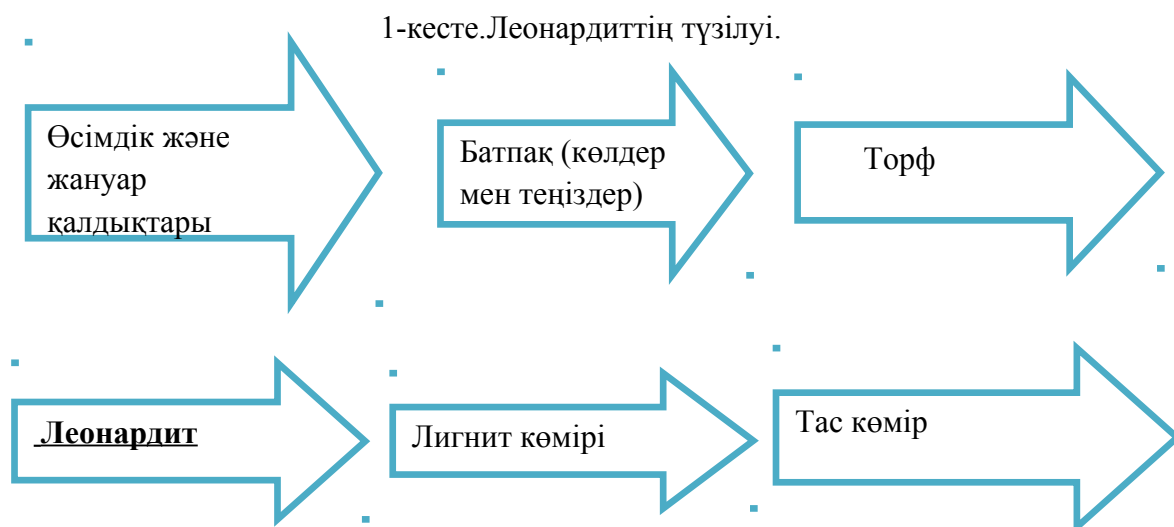 1-кесте.Леонардиттің түзілуі.
Өсімдік және
жануар
қалдықтары
Батпақ (көлдер
мен теңіздер)
Торф
Леонардит
Лигнит көмірі
Тас көмір